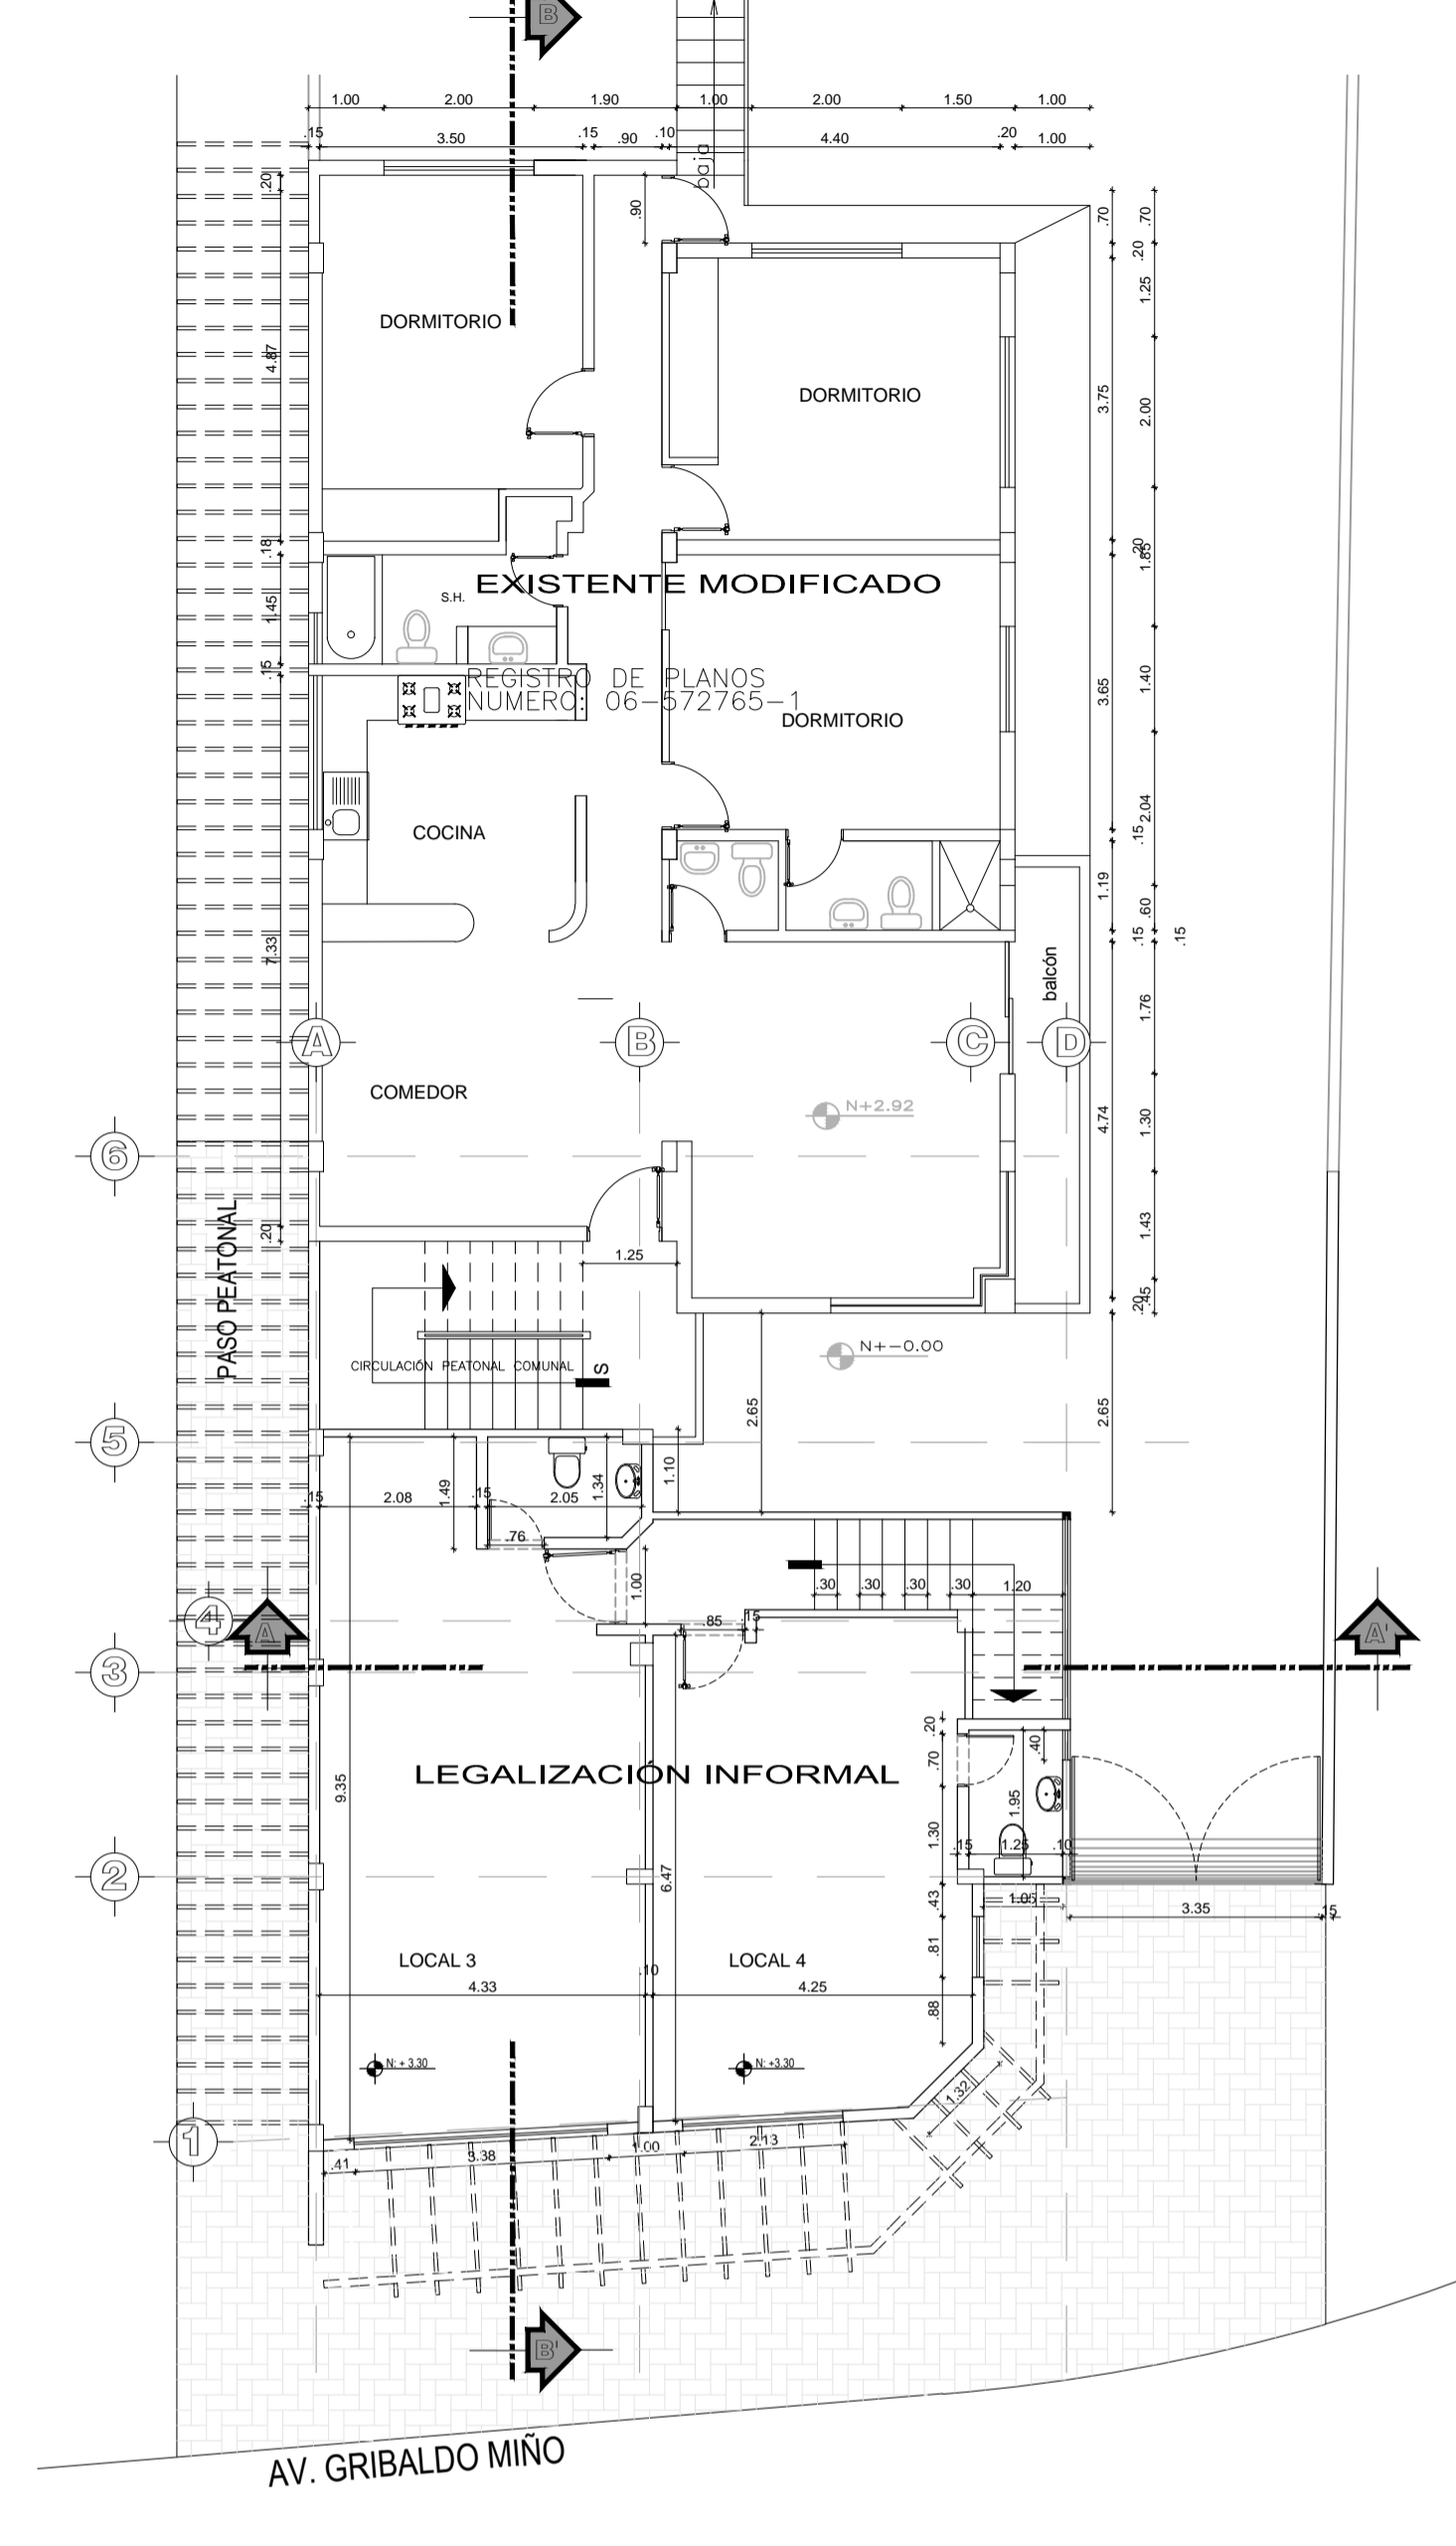 B
1.00 2.00 1.90 1.00 2.00 1.50 1.00
.15 3.50 .15 .90 .10 4.40 .20 1.00
baja
.20 .90 .70 .70
.20
1.25
DORMITORIO
4.87
DORMITORIO
3.75 2.00
.18 .20 1.85
EXISTENTE MODIFICADO
S.H.
1.45
.15
REGISTRO DE PLANOS
NUMERO: 06-572765-1
3.65 1.40
DORMITORIO
2.04
COCINA
.15
1.19
.60
7.33 .15 .15
balcón
1.76
A B C D
COMEDOR
N+2.92
4.74 1.30
6
PASO PEATONAL
.20
1.25
1.43
.20 .45
N+-0.00
CIRCULACIÓN PEATONAL COMUNAL S
2.65 2.65
5
1.10
1.49 1.34
.15 2.08 .15 2.05
.76
1.00
.30 .30 .30 .30 1.20
4
A
.85 .15
A'
3
.20
.70 .40
LEGALIZACIÓN INFORMAL
9.35
1.95
1.30
.15 1.25 .10
2
6.47
.43 1.05
3.35 .15
.81
LOCAL 3 LOCAL 4
.10
4.33 4.25
.88
N: + 3.30 N: +3.30
1.32
1
.41 3.38 1.00 2.13
B'
AV. GRIBALDO MIÑO